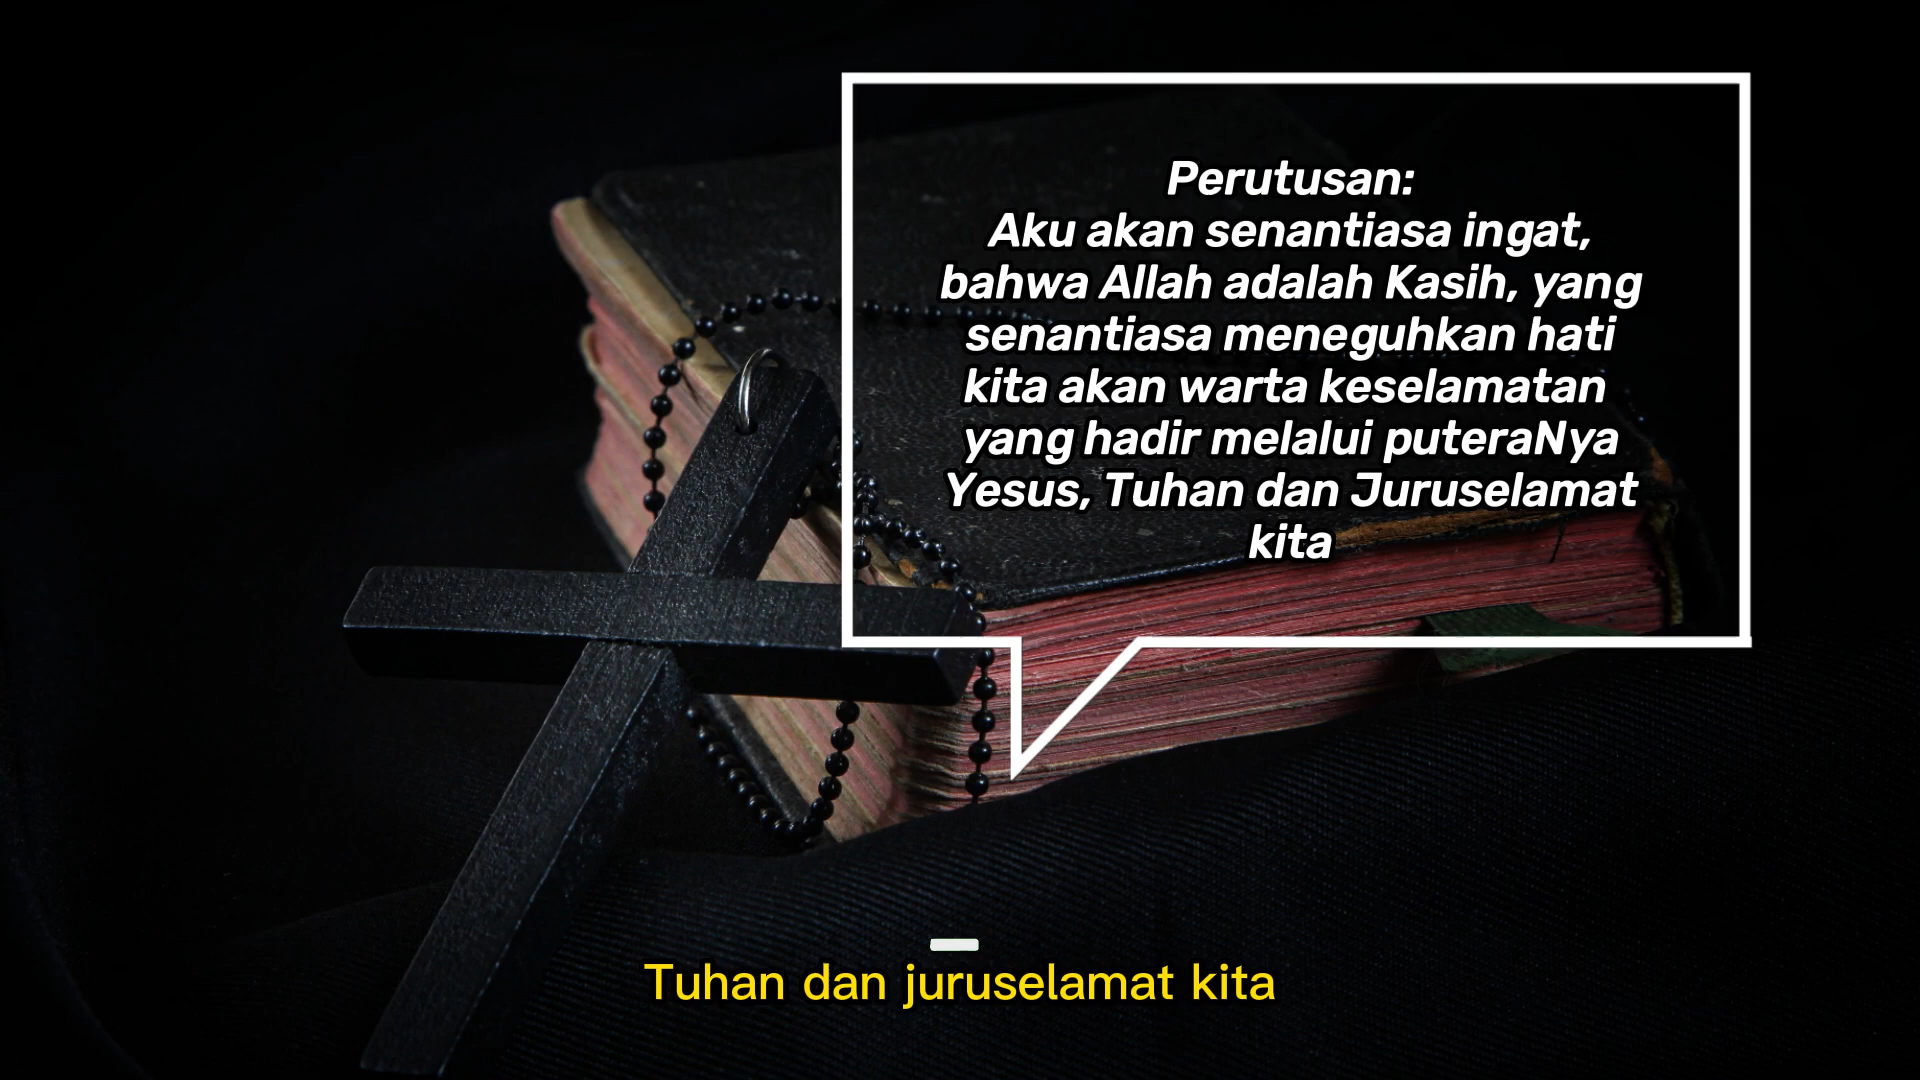 Perutusan:
Aku akan senantiasa ingat,
bahwa Allah adalah Kasih, yang
senantiasa meneguhkan hati
kita akan warta keselamatan
yang hadir melalui puteraNya
Yesus, Tuhan dan Juruselamat
kita
Tuhan dan juruselamat kita